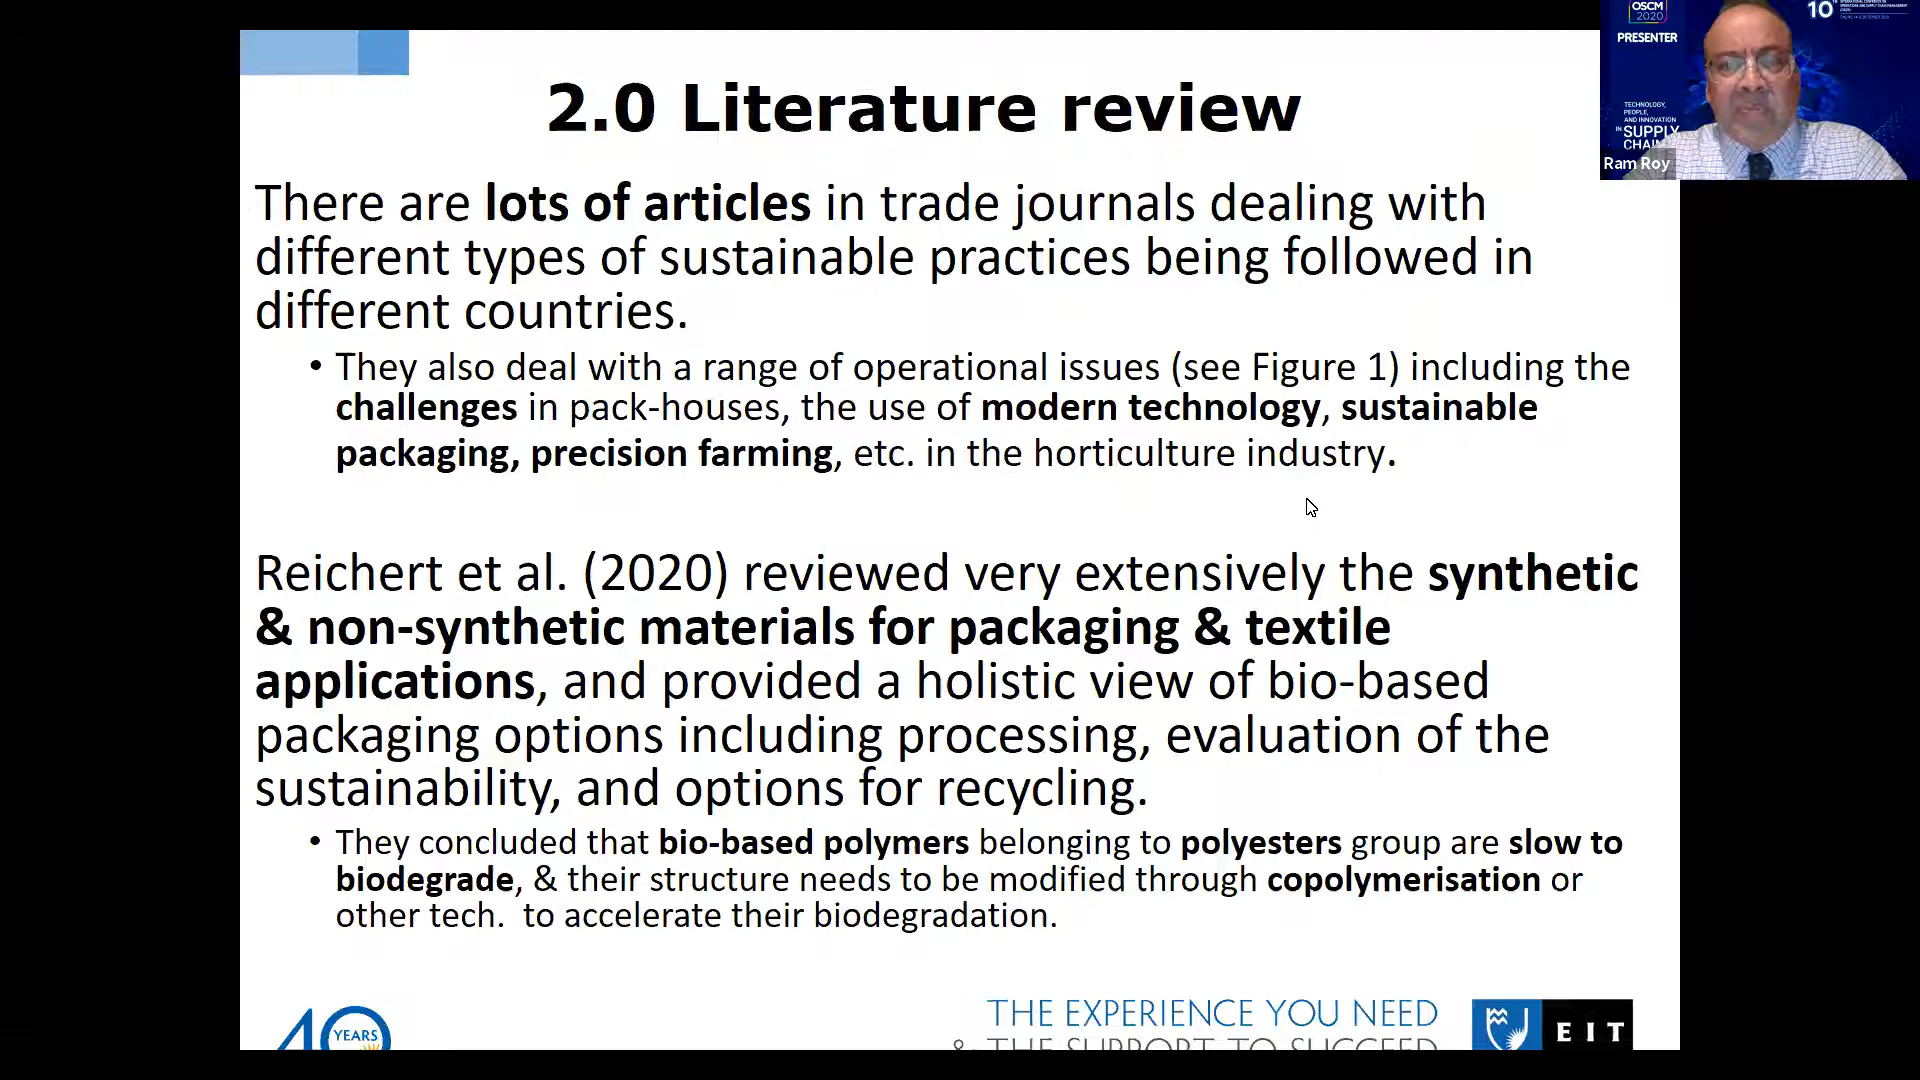 2.0 Literature review
There are lots of articles in trade journals dealing with
different types of sustainable practices being followed in
different countries.
• They also deal with a range of operational issues (see Figure 1) including the
challenges in pack-houses, the use of modern technology, sustainable
packaging, precision farming, etc. in the horticulture industry.
Reichert et al. (2020) reviewed very extensively the synthetic
& non-synthetic materials for packaging & textile
applications, and provided a holistic view of bio-based
packaging options including processing, evaluation of the
sustainability, and options for recycling.
• They concluded that bio-based polymers belonging to polyesters group are slow to
biodegrade, & their structure needs to be modified through copolymerisation or
other tech. to accelerate their biodegradation.
40 YEARS
THE EXPERIENCE YOU NEED
& THE SUPPORT TO SUCCEED
EIT
OSCM
2020
PRESENTER
10
TECHNOLOGY,
PEOPLE,
AND INNOVATION
IN SUPPLY
CHAIN
Ram Roy